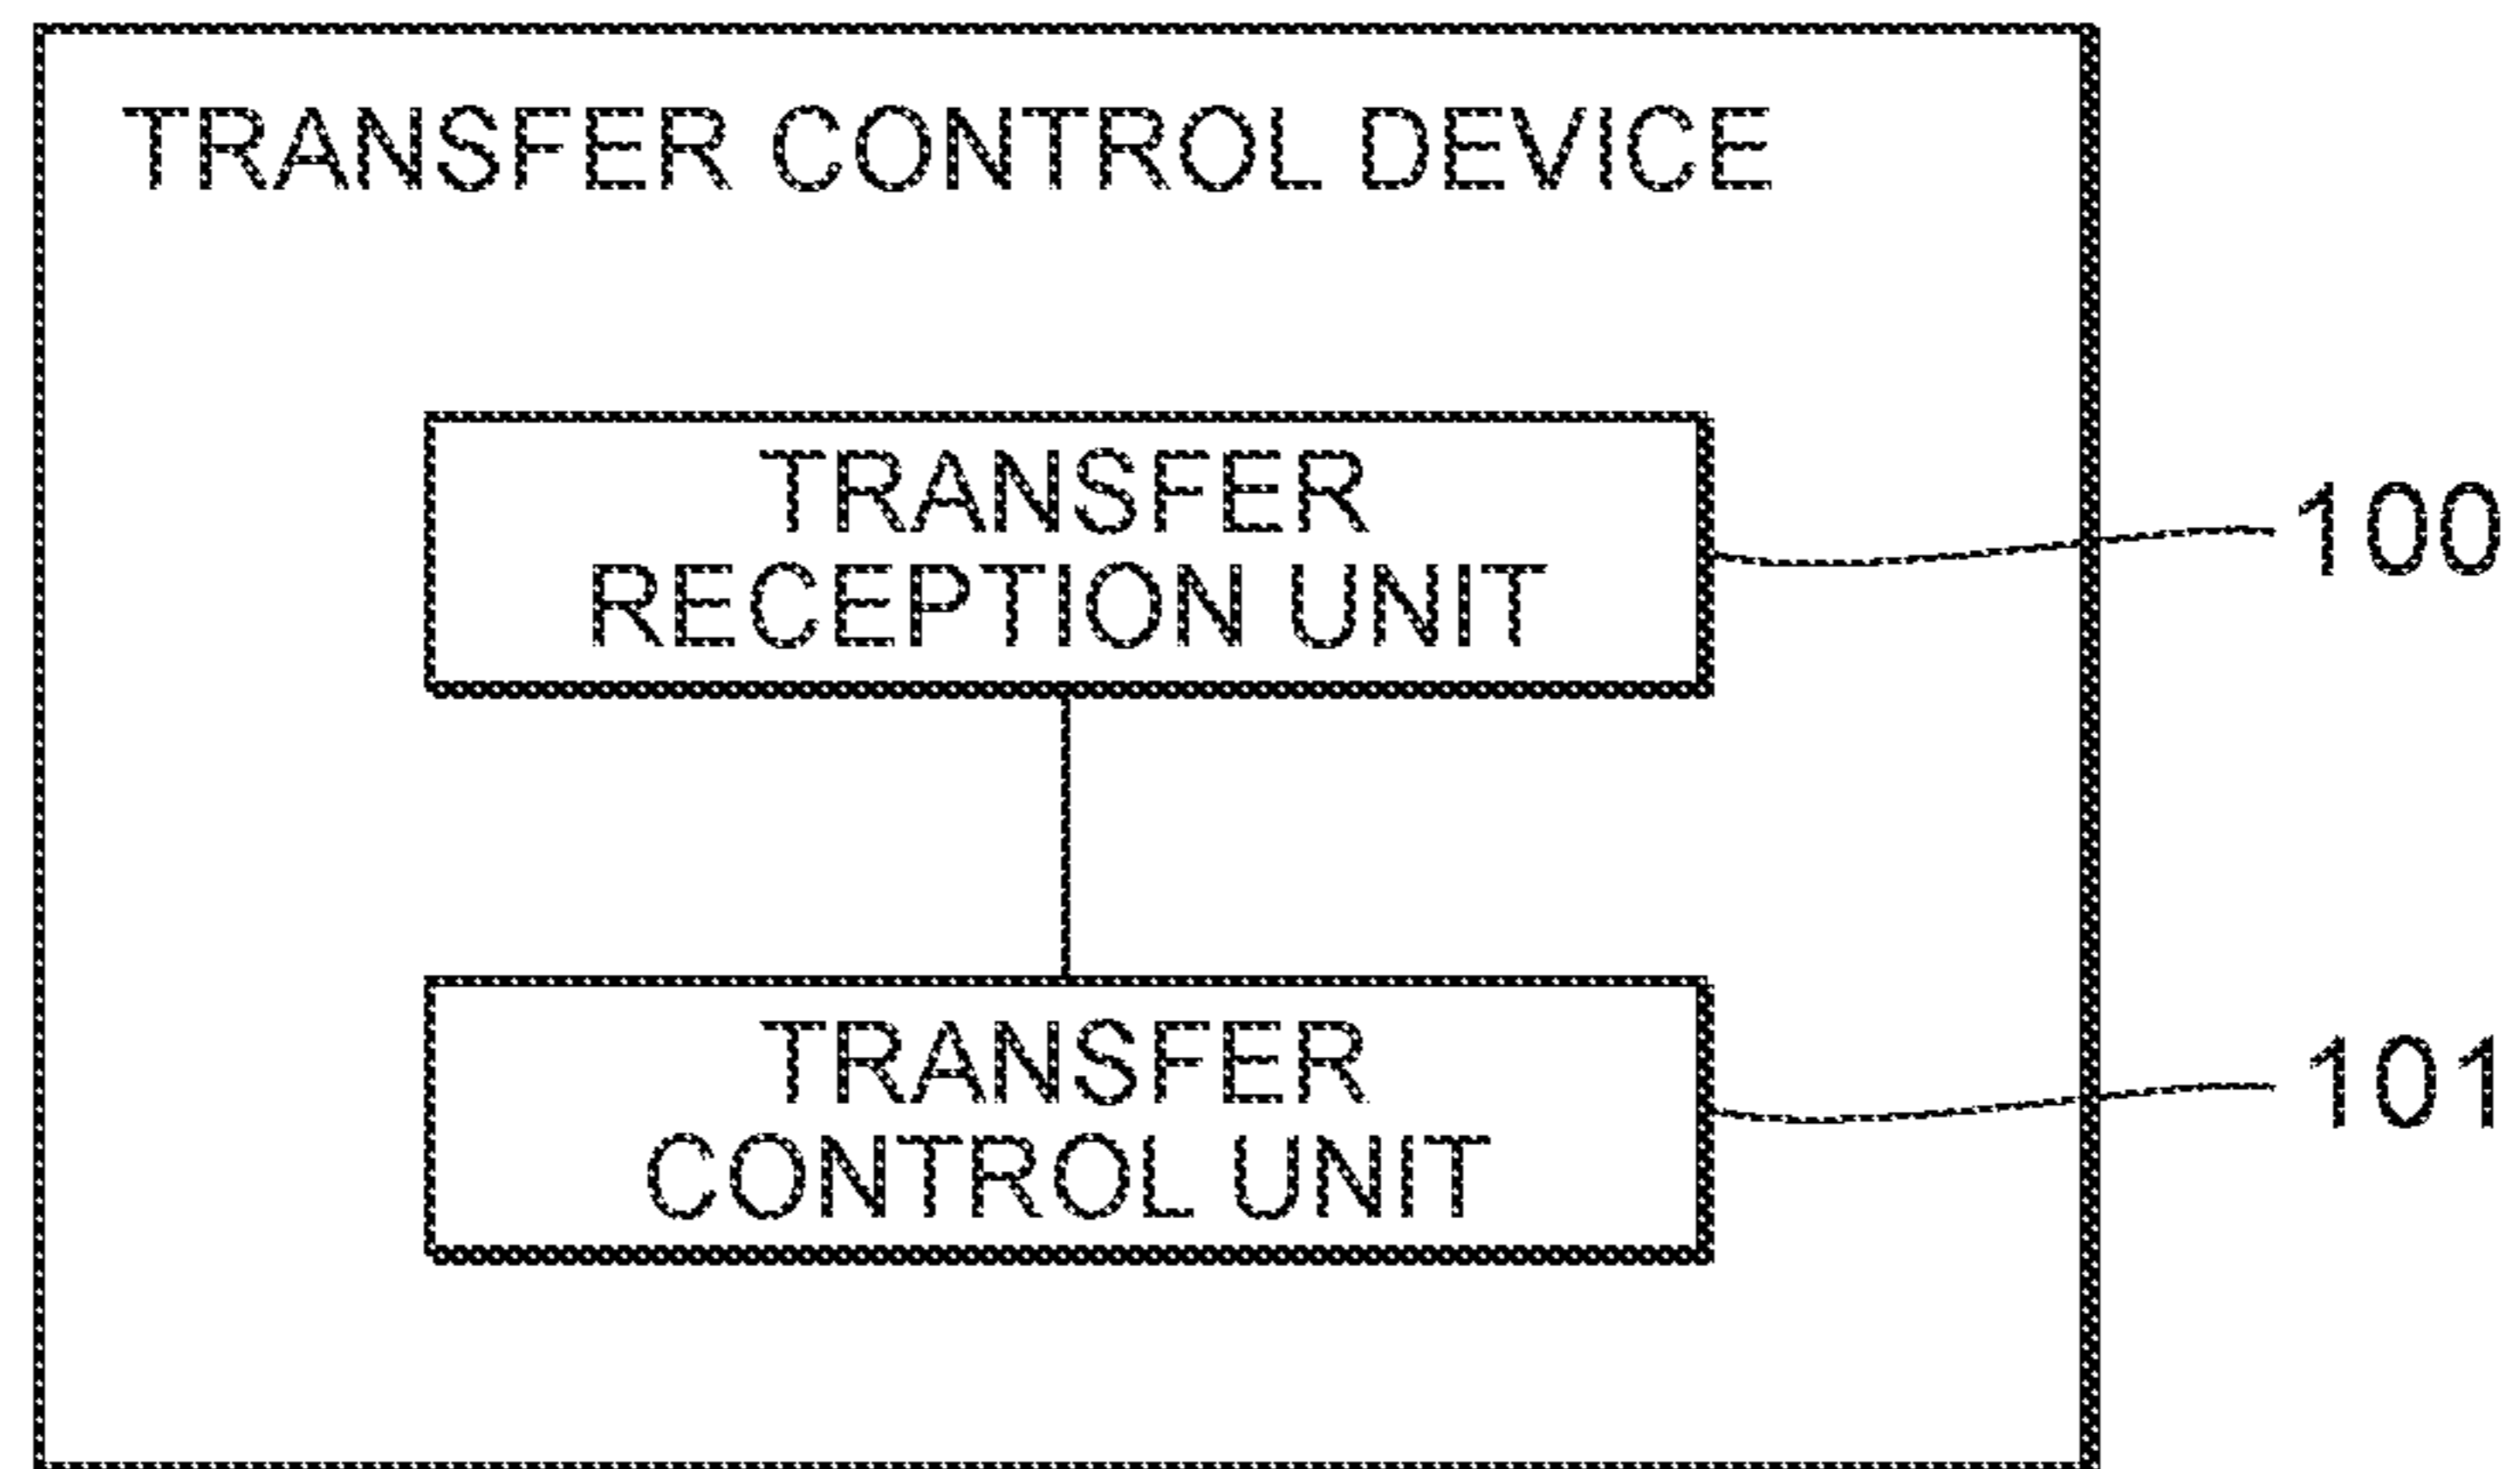 TRANSFER CONTROL DEVICE
TRANSFER
RECEPTION UNIT
100
TRANSFER
CONTROL UNIT
101